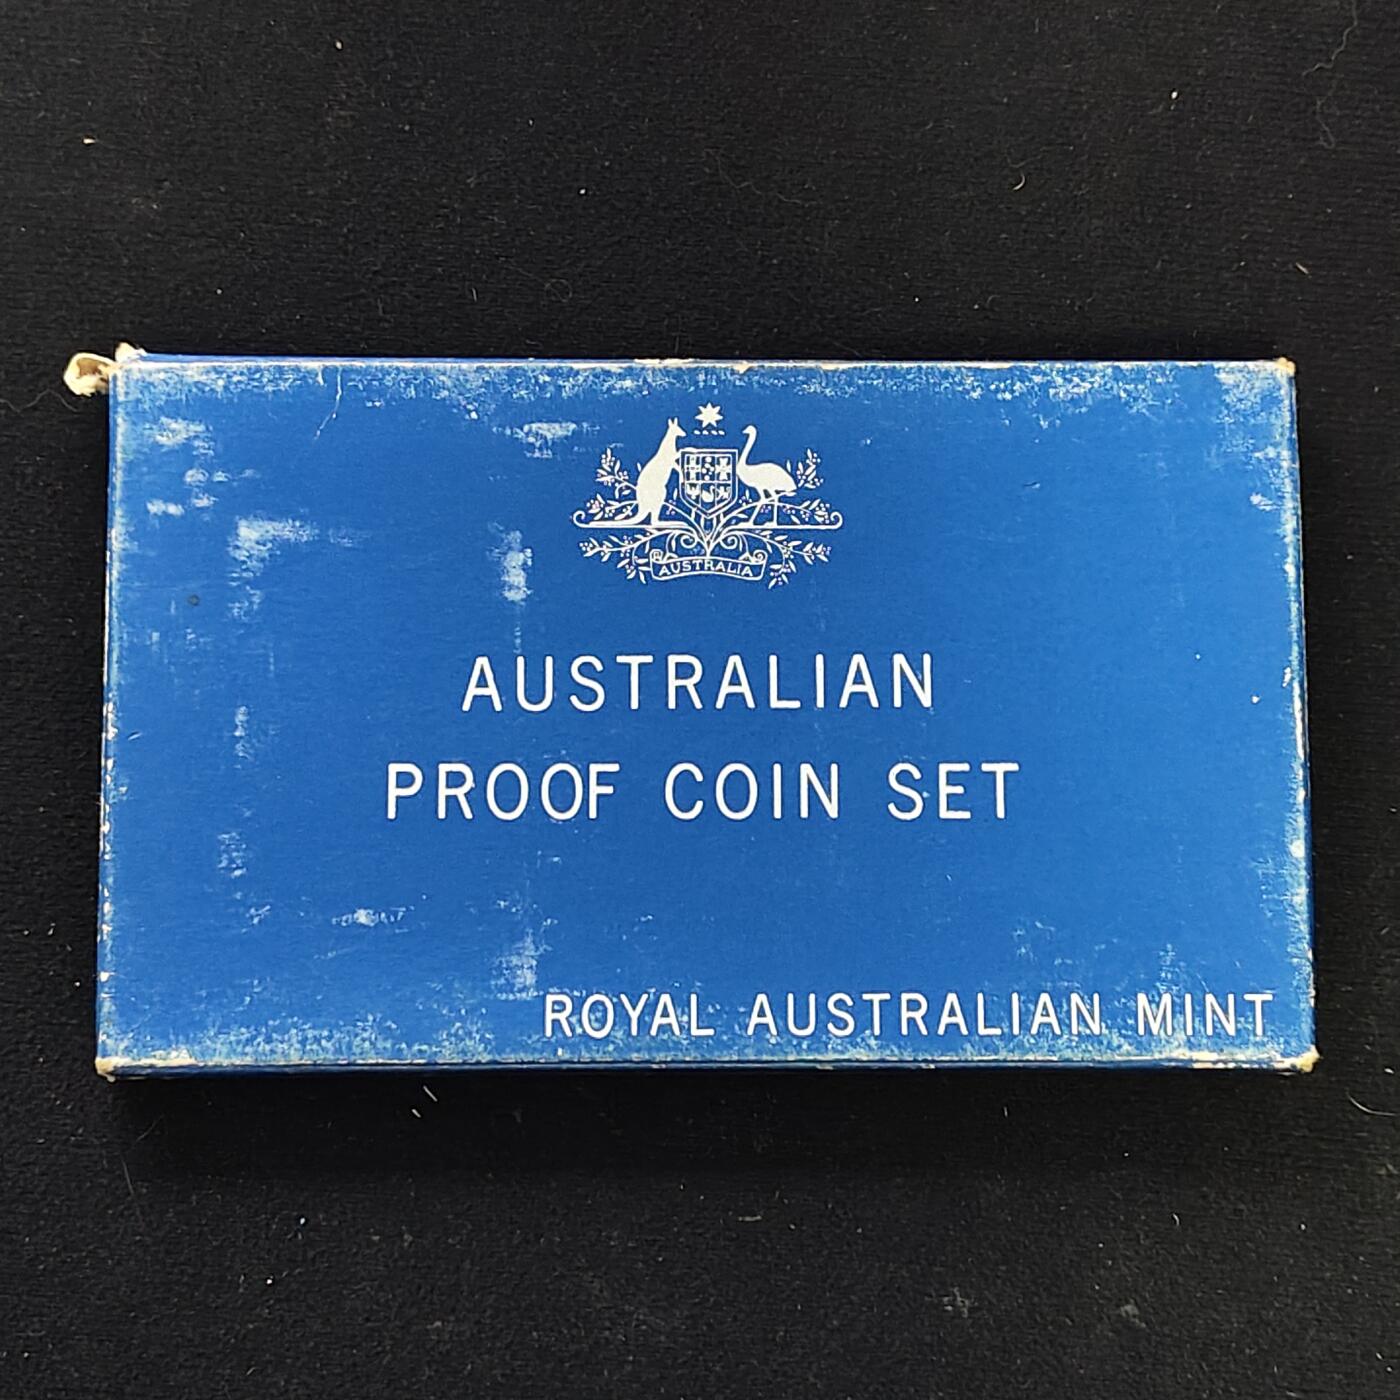 AUSTRALIA
AUSTRALIAN
PROOF COIN SET
ROYAL AUSTRALIAN MINT